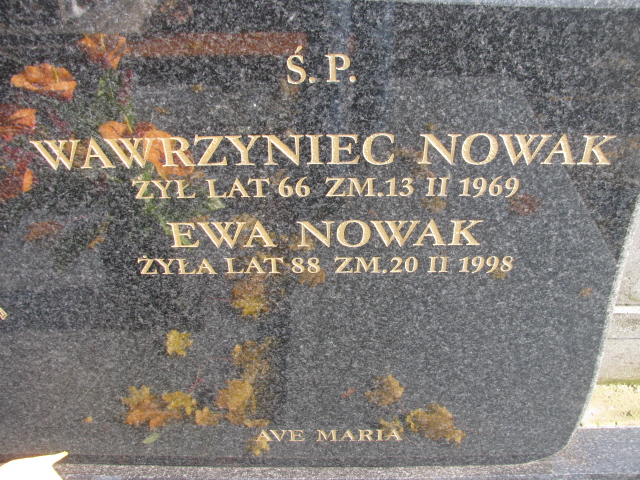 Ś. P.
WAWRZYNIEC NOWAK
ŻYŁ LAT 66 ZM.13 II 1969
EWA NOWAK
ŻYŁA LAT 88 ZM.20 II 1998
AVE MARIA